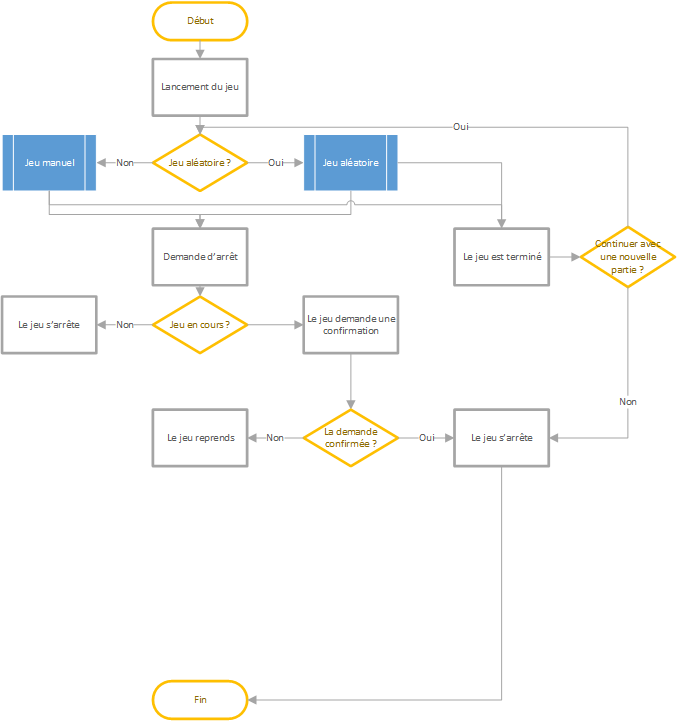 Début
Lancement du jeu
Oui
Jeu manuel
Non
Jeu aléatoire ?
Oui
Jeu aléatoire
Demande d'arrêt
Le jeu est terminé
Continuer avec
une nouvelle
partie ?
Le jeu s'arrête
Non
Jeu en cours ?
Le jeu demande une
confirmation
Non
Le jeu reprends
Non
La demande
confirmée ?
Oui
Le jeu s'arrête
Fin